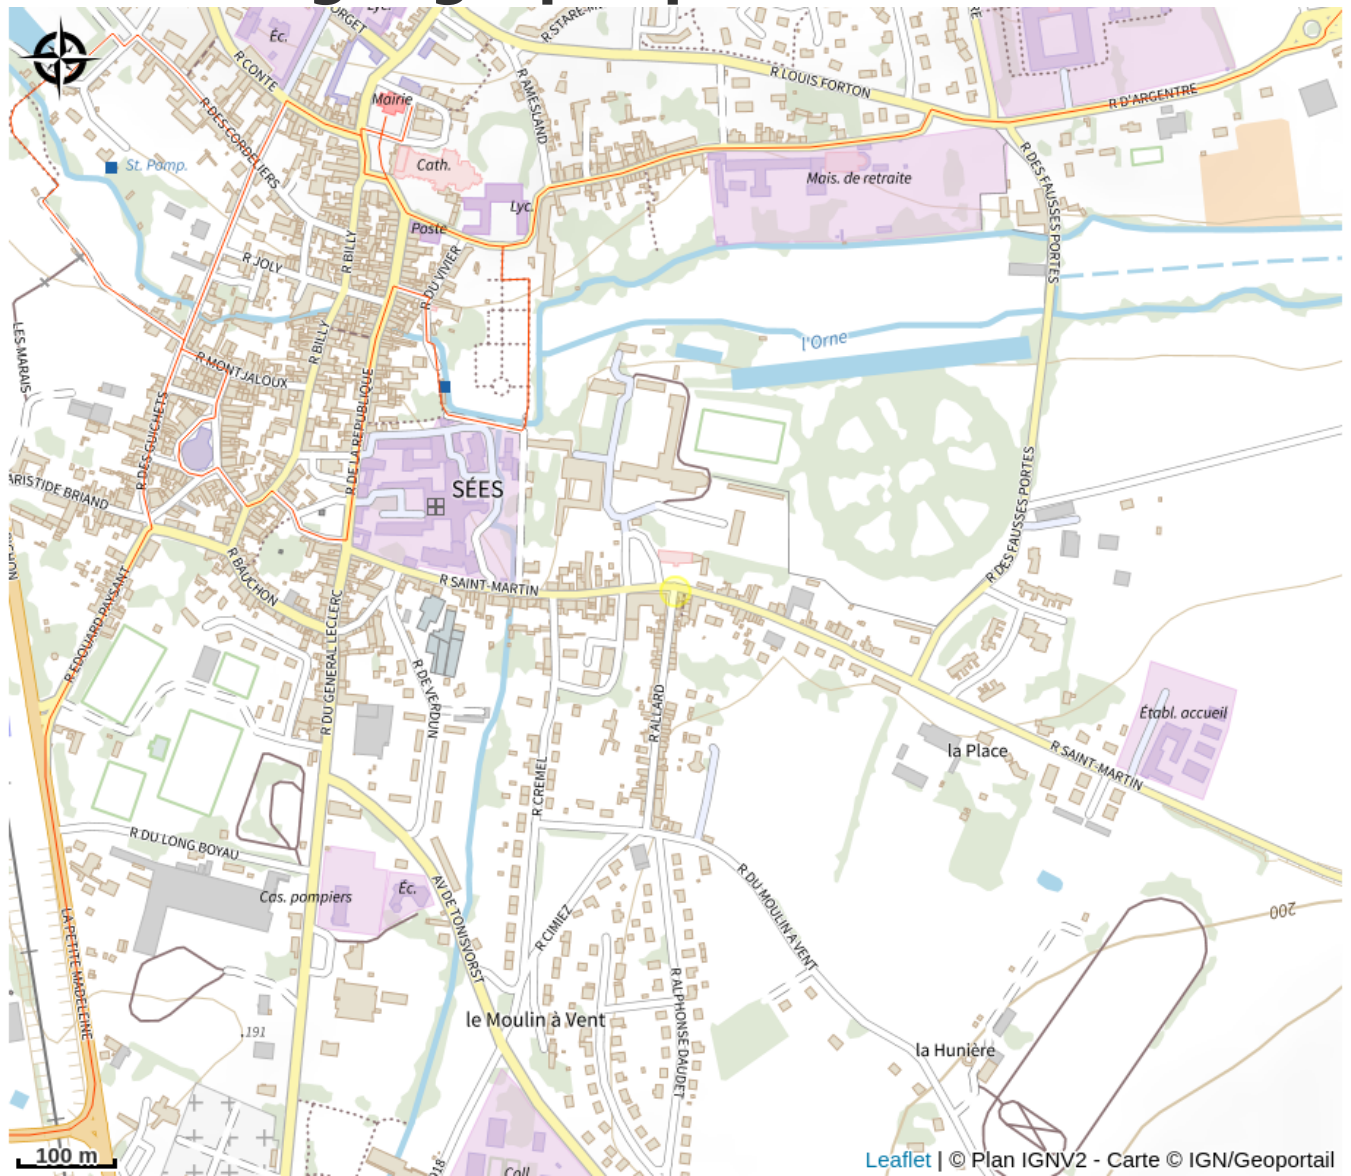 Éc.
R CONTE
R DES CORDELIERS
Mairie
Cath.
R AMESLAND
R LOUIS FORTON
R D'ARGENTRE
St. Pomp.
Lyc.
Mais. de retraite
R DES FAUSSES PORTES
Poste
R BILLY
R JOLY
R DU VIVIER
LES-MARAIS
R BILLY
l'Orne
R MONTJALOUX
R DES GUICHETS
R DE LA REPUBLIQUE
ARISTIDE BRIAND
SÉES
R DES FAUSSES PORTES
R BAUCHON
R SAINT-MARTIN
R EDOUARD PAYSANT
R DU GENERAL LECLERC
R DE VERDUN
R ALLARD
Établ. accueil
la Place
R SAINT-MARTIN
R CREMEL
R DU LONG BOYAU
Cas. pompiers
Éc.
AV DE TONISVORST
R CIMIEZ
R DU MOULIN A VENT
200
LA PETITE MADELEINE
R ALPHONSE DAUDET
le Moulin à Vent
.191
la Hunière
Coll.
100 m
Leaflet | © Plan IGNV2 - Carte © IGN/Geoportail